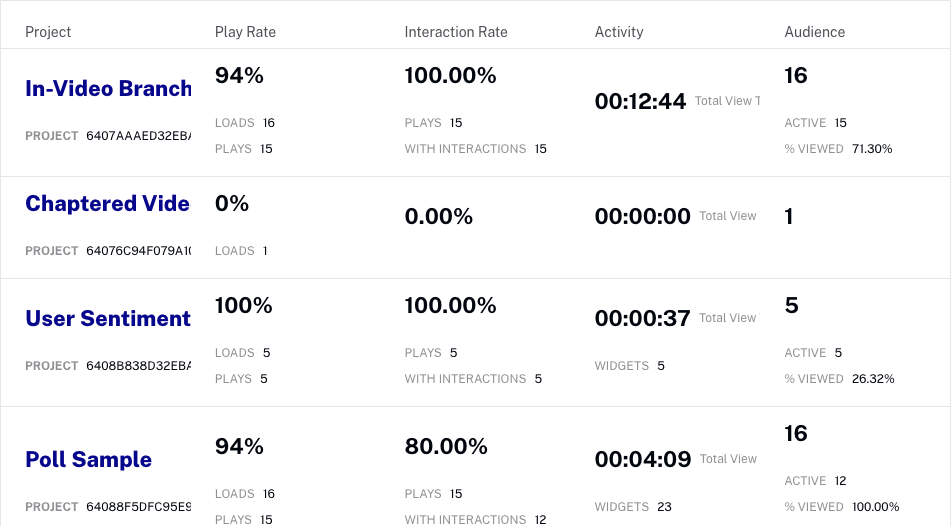 Project Play Rate Interaction Rate Activity Audience
In-Video Branch 94% 100.00% 00:12:44 Total View T 16
PROJECT 6407AAAED32EBA LOADS 16 PLAYS 15 ACTIVE 15
PLAYS 15 WITH INTERACTIONS 15 % VIEWED 71.30%
Chaptered Vide 0% 0.00% 00:00:00 Total View 1
PROJECT 64076C94F079A10 LOADS 1
User Sentiment 100% 100.00% 00:00:37 Total View 5
PROJECT 6408B838D32EBA LOADS 5 PLAYS 5 WIDGETS 5 ACTIVE 5
PLAYS 5 WITH INTERACTIONS 5 % VIEWED 26.32%
Poll Sample 94% 80.00% 00:04:09 Total View 16
PROJECT 64088F5DFC95E9 LOADS 16 PLAYS 15 WIDGETS 23 ACTIVE 12
PLAYS 15 WITH INTERACTIONS 12 % VIEWED 100.00%